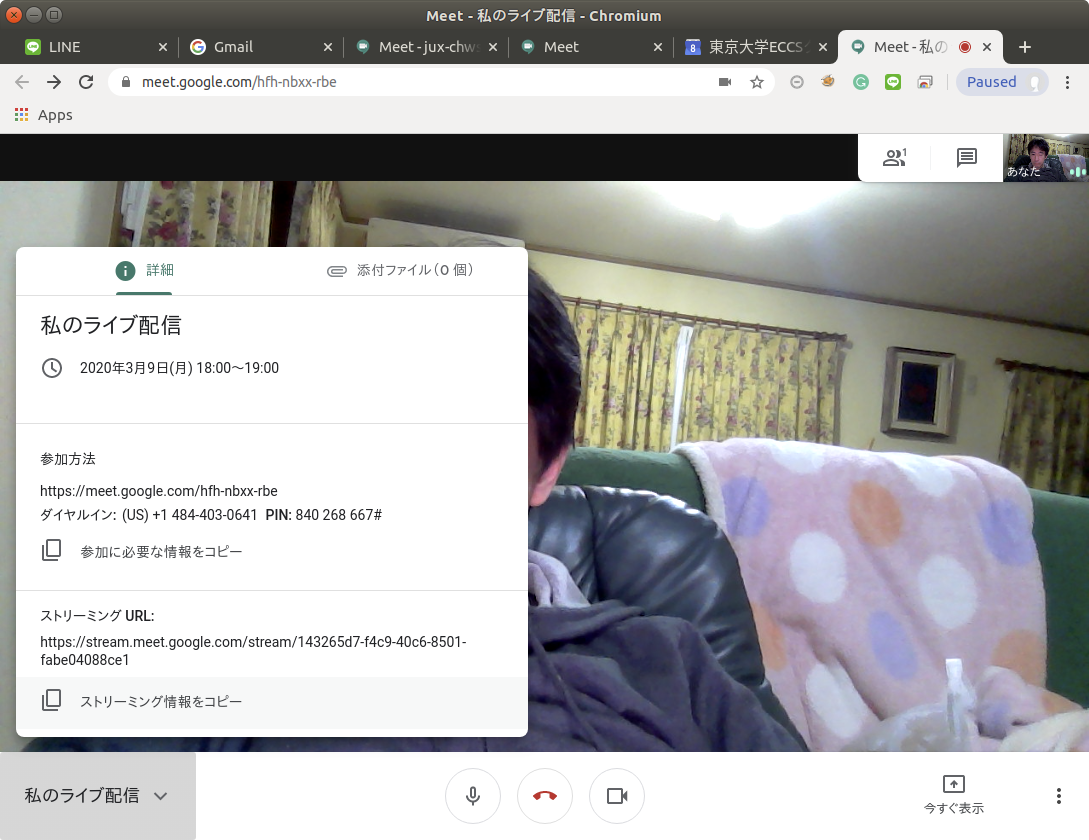 Meet - 私のライブ配信 - Chromium
LINE
Gmail
Meet - jux-chw
Meet
東京大学ECCS
Meet - 私の
meet.google.com/hfh-nbxx-rbe
Paused
Apps
1
あなた
詳細
添付ファイル（0 個）
私のライブ配信
2020年3月9日(月) 18:00～19:00
参加方法
https://meet.google.com/hfh-nbxx-rbe
ダイヤルイン: (US) +1 484-403-0641 PIN: 840 268 667#
参加に必要な情報をコピー
ストリーミング URL:
https://stream.meet.google.com/stream/143265d7-f4c9-40c6-8501-
fabe04088ce1
ストリーミング情報をコピー
私のライブ配信
今すぐ表示